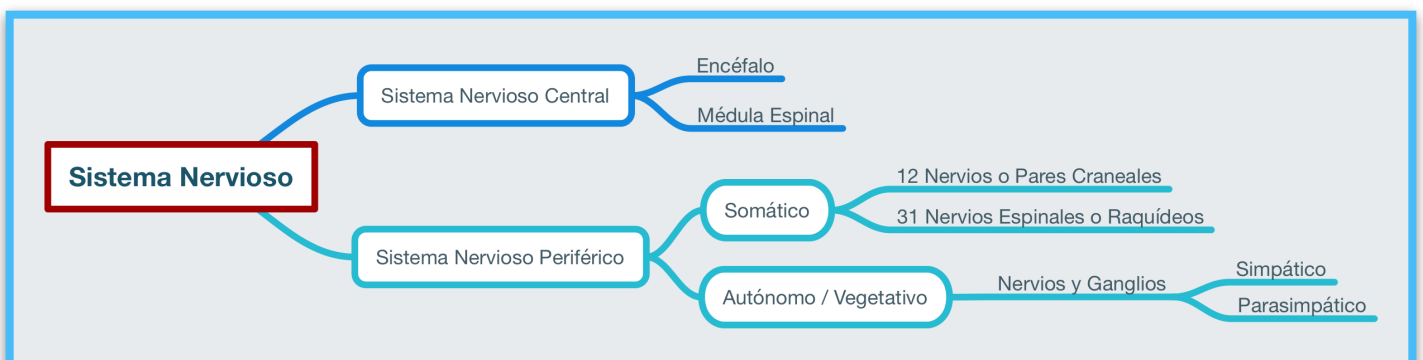 Sistema Nervioso
Sistema Nervioso Central
Encéfalo
Médula Espinal
Sistema Nervioso Periférico
Somático
12 Nervios o Pares Craneales
31 Nervios Espinales o Raquídeos
Autónomo / Vegetativo
Nervios y Ganglios
Simpático
Parasimpático